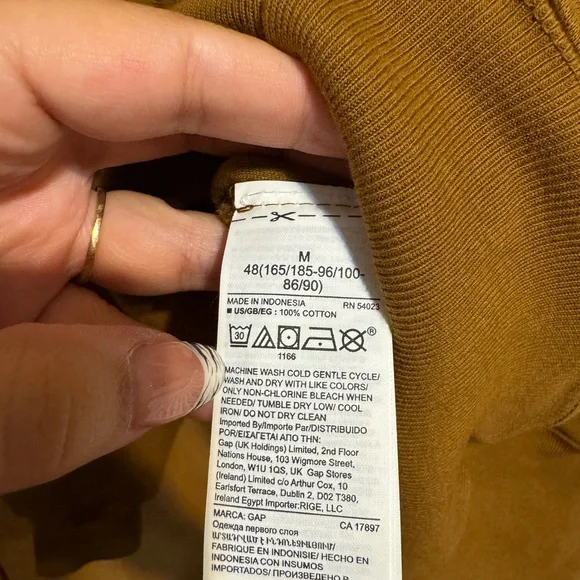 M
48(165/185-96/100-
86/90)
MADE IN INDONESIA RN 54023
■ US/GB/EG : 100% COTTON
30
1166
®
MACHINE WASH COLD GENTLE CYCLE/
WASH AND DRY WITH LIKE COLORS/
ONLY NON-CHLORINE BLEACH WHEN
NEEDED/ TUMBLE DRY LOW/ COOL
IRON/ DO NOT DRY CLEAN
Imported By/Importe Par/DISTRIBUIDO
POR/ΕΙΣΑΓΕΤΑΙ ΑΠΟ ΤΗΝ:
Gap (UK Holdings) Limited, 2nd Floor
Nations House, 103 Wigmore Street,
London, W1U 1QS, UK Gap Stores
(Ireland) Limited c/o Arthur Cox, 10
Earlsfort Terrace, Dublin 2, D02 T380,
Ireland Egypt Importer:RIGE, LLC
MARCA: GAP CA 17897
Одежда первого слоя
FABRIQUE EN INDONESIE/ HECHO EN
INDONESIA CON INSUMOS DE
INDONESIA/ ПРОИЗВЕДЕНО В